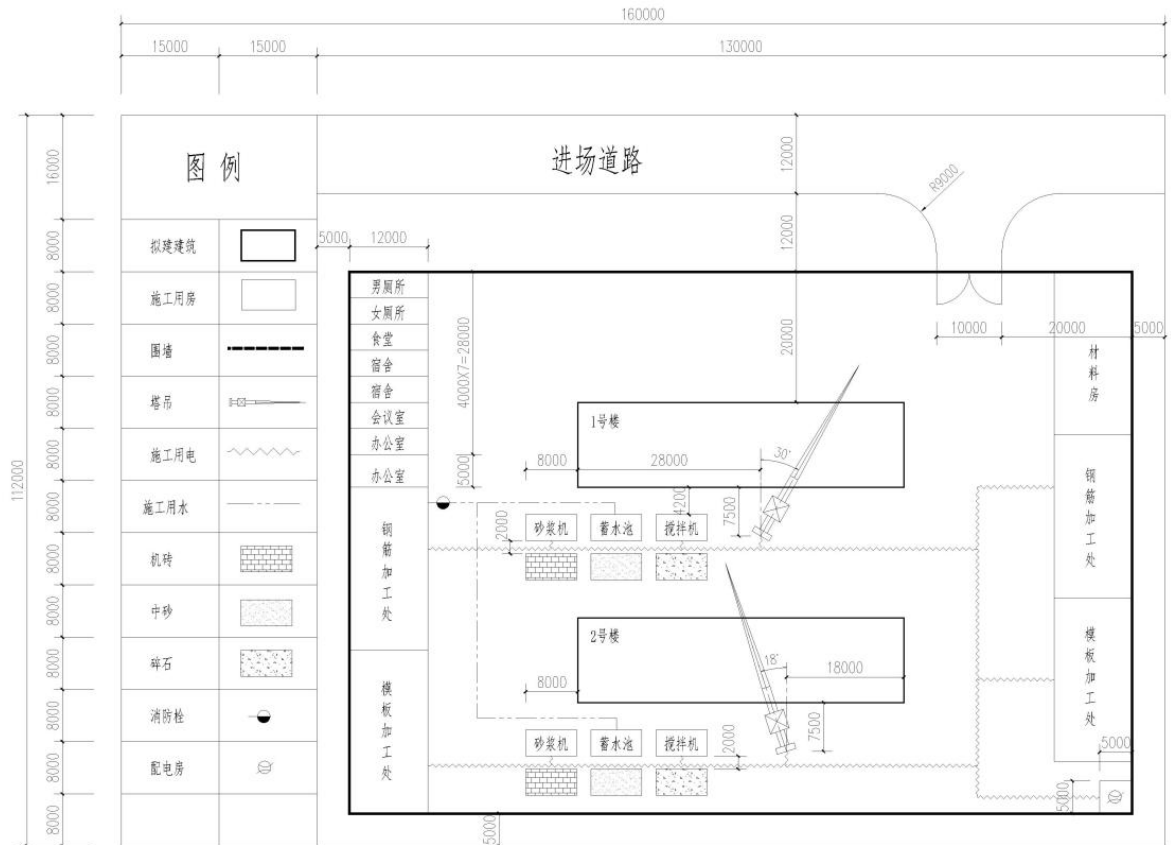 160000
15000
15000
130000
图 例
进场道路
12000
R9000
16000
8000
拟建建筑
5000
12000
12000
8000
施工用房
男厕所
女厕所
食堂
宿舍
宿舍
会议室
办公室
办公室
4000X7=28000
5000
20000
10000
20000
5000
材料房
8000
围墙
8000
塔吊
1号楼
8000
28000
30°
8000
施工用电
112000
8000
施工用水
4200
7500
钢筋加工处
钢筋加工处
2000
砂浆机
蓄水池
搅拌机
8000
机砖
8000
中砂
2号楼
18°
18000
8000
碎石
8000
模板加工处
模板加工处
8000
消防栓
7500
砂浆机
蓄水池
搅拌机
2000
5000
8000
配电房
5000
8000
5000